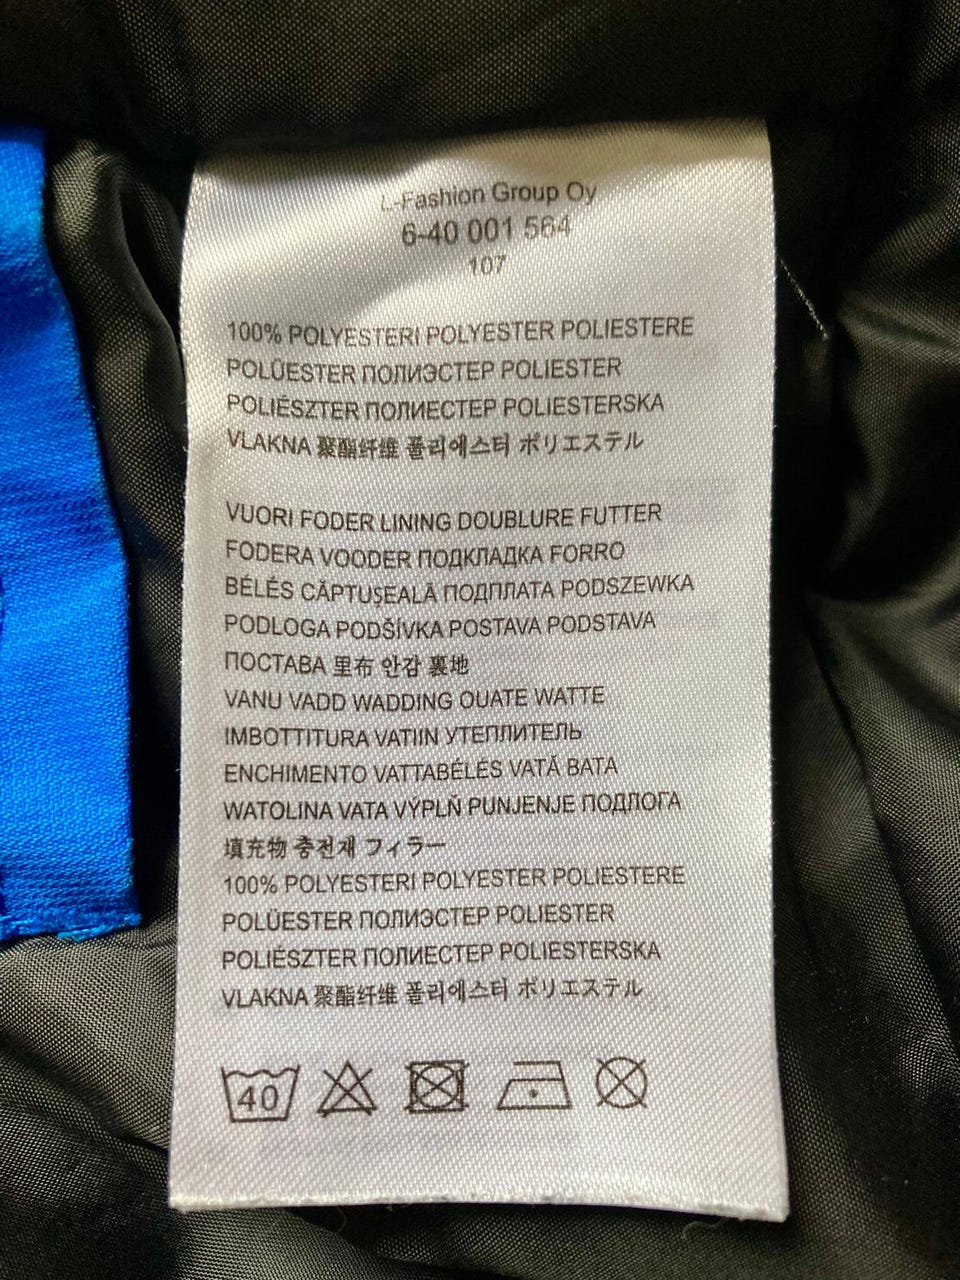 L-Fashion Group Oy
6-40 001 564
107
100% POLYESTERI POLYESTER POLIESTERE
POLÜESTER ПОЛИЭСТЕР POLIESTER
POLIÉSZTER ПОЛИЕСТЕР POLIESTERSKA
VLAKNA 聚酯纤维 폴리에스터 ポリエステル
VUORI FODER LINING DOUBLURE FUTTER
FODERA VOODER ПОДКЛАДКА FORRO
BÉLÉS CĂPTUŞEALĂ ПОДПЛАТА PODSZEWKA
PODLOGA PODŠÍVKA POSTAVA PODSTAVA
ПОСТАВА 里布 안감 裏地
VANU VADD WADDING OUATE WATTE
IMBOTTITURA VATIIN УТЕПЛИТЕЛЬ
ENCHIMENTO VATTABÉLÉS VATĂ BATA
WATOLINA VATA VÝPLŇ PUNJENJE ПОДЛОГА
填充物 충전재 フィラー
100% POLYESTERI POLYESTER POLIESTERE
POLÜESTER ПОЛИЭСТЕР POLIESTER
POLIÉSZTER ПОЛИЕСТЕР POLIESTERSKA
VLAKNA 聚酯纤维 폴리에스터 ポリエステル
40